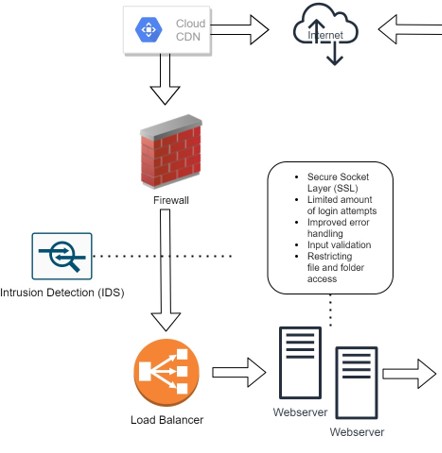 Cloud
CDN
Internet
Firewall
• Secure Socket
Layer (SSL)
• Limited amount
of login attempts
• Improved error
handling
• Input validation
• Restricting
file and folder
access
Intrusion Detection (IDS)
Load Balancer
Webserver
Webserver